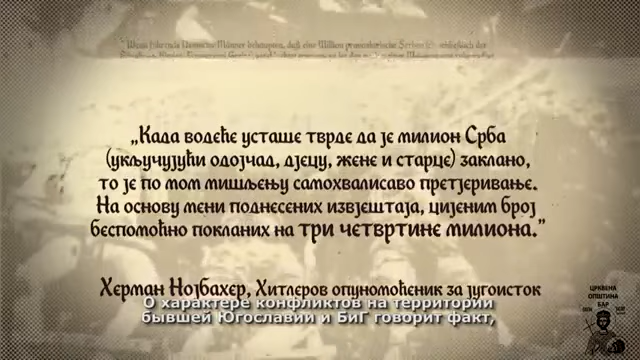 „Када водеће усташе тврде да је милион Срба
(укључујући одојчад, дјецу, жене и старце) заклано,
то је по мом мишљењу самохвалисаво претјеривање.
На основу мени поднесених извјештаја, цијеним број
беспомоћно покланих на три четвртине милиона.”
Херман Нојбахер, Хитлеров опуномоћеник за југоисток
О характере конфликтов на территории
бывшей Югославии и БиГ говорит факт,
ЦРКВЕНА
ОПШТИНА
БАР